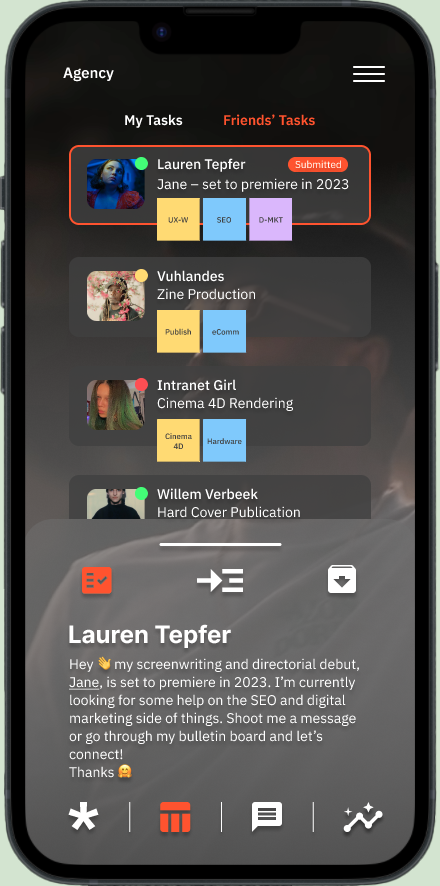 Agency
My Tasks Friends’ Tasks
Lauren Tepfer Submitted
Jane – set to premiere in 2023
UX-W SEO D-MKT
Vuhlandes
Zine Production
Publish eComm
Intranet Girl
Cinema 4D Rendering
Cinema
4D
Hardware
Willem Verbeek
Hard Cover Publication
Lauren Tepfer
Hey 👋 my screenwriting and directorial debut,
Jane, is set to premiere in 2023. I’m currently
looking for some help on the SEO and digital
marketing side of things. Shoot me a message
or go through my bulletin board and let’s
connect!
Thanks 🤗